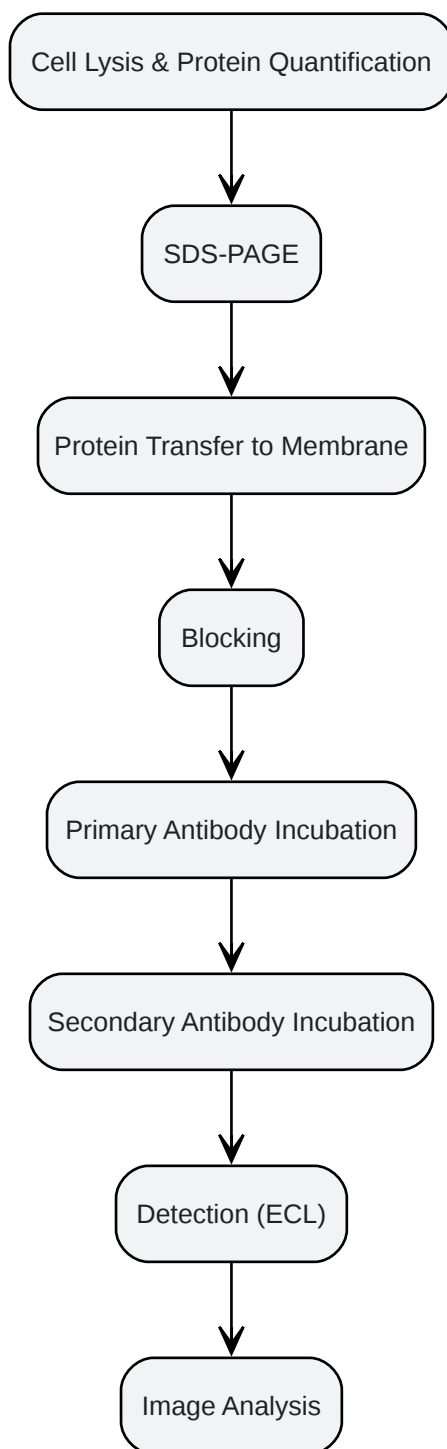 Cell Lysis & Protein Quantification
SDS-PAGE
Protein Transfer to Membrane
Blocking
Primary Antibody Incubation
Secondary Antibody Incubation
Detection (ECL)
Image Analysis